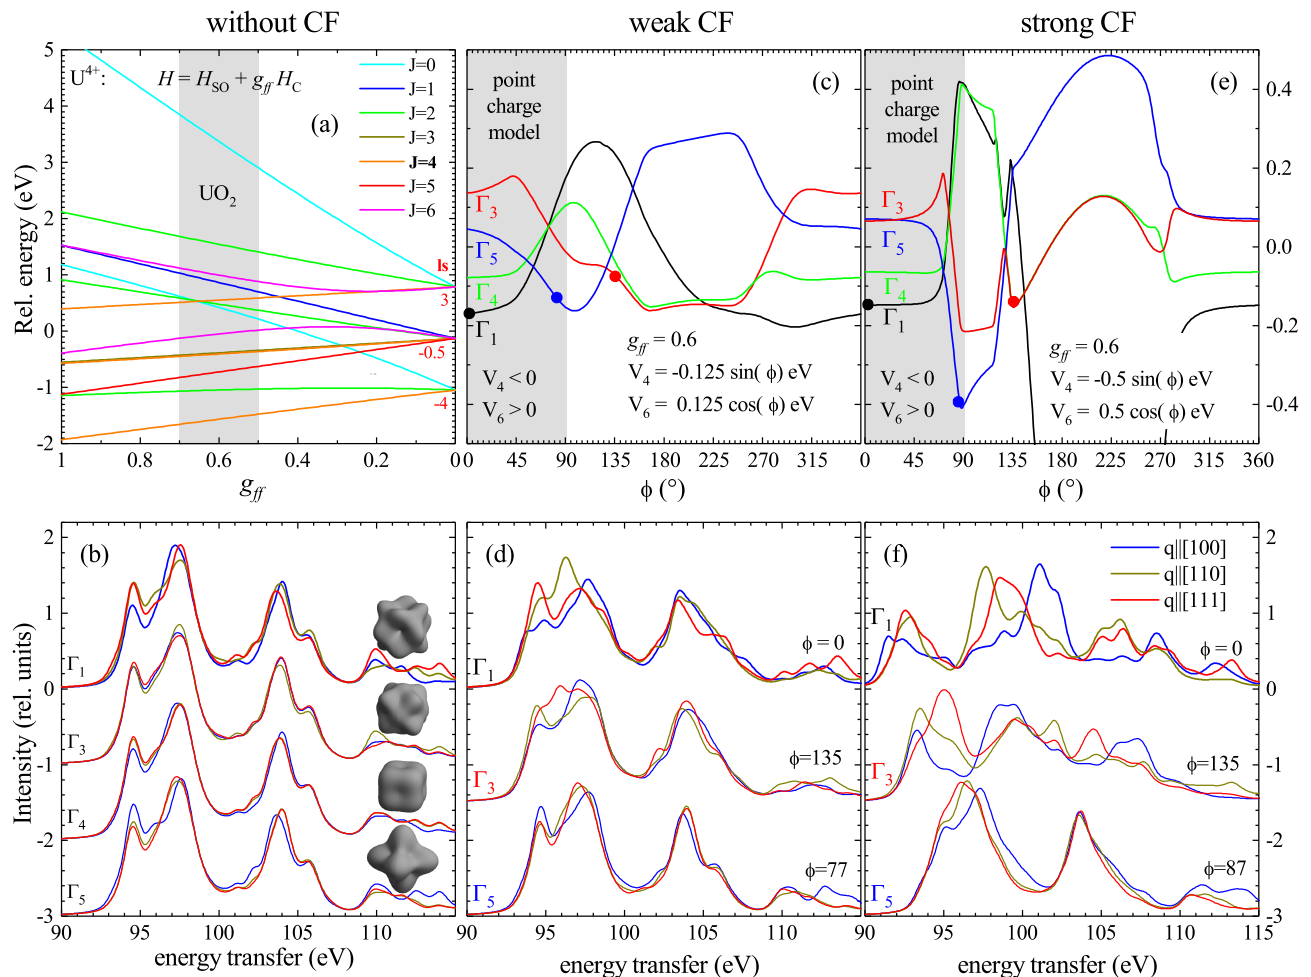 without CF
weak CF
strong CF
5
4
3
2
1
0
-1
-2
Rel. energy (eV)
U⁴⁺:
H = H_SO + g_ff H_C
(a)
UO₂
J=0
J=1
J=2
J=3
J=4
J=5
J=6
ls
3
-0.5
-4
1 0.8 0.6 0.4 0.2 0
g_ff
point
charge
model
(c)
Γ₃
Γ₅
Γ₄
Γ₁
V₄ < 0
V₆ > 0
g_ff = 0.6
V₄ = -0.125 sin( ϕ) eV
V₆ = 0.125 cos( ϕ) eV
0 45 90 135 180 225 270 315
ϕ (°)
point
charge
model
(e)
Γ₃
Γ₅
Γ₄
Γ₁
V₄ < 0
V₆ > 0
g_ff = 0.6
V₄ = -0.5 sin( ϕ) eV
V₆ = 0.5 cos( ϕ) eV
0.4
0.2
0.0
-0.2
-0.4
0 45 90 135 180 225 270 315 360
ϕ (°)
2
1
0
-1
-2
-3
Intensity (rel. units)
(b)
Γ₁
Γ₃
Γ₄
Γ₅
90 95 100 105 110
energy transfer (eV)
(d)
ϕ = 0
Γ₁
ϕ=135
Γ₃
ϕ=77
Γ₅
90 95 100 105 110
energy transfer (eV)
(f)
q||[100]
q||[110]
q||[111]
Γ₁
ϕ = 0
Γ₃
ϕ=135
Γ₅
ϕ=87
2
1
0
-1
-2
-3
90 95 100 105 110 115
energy transfer (eV)